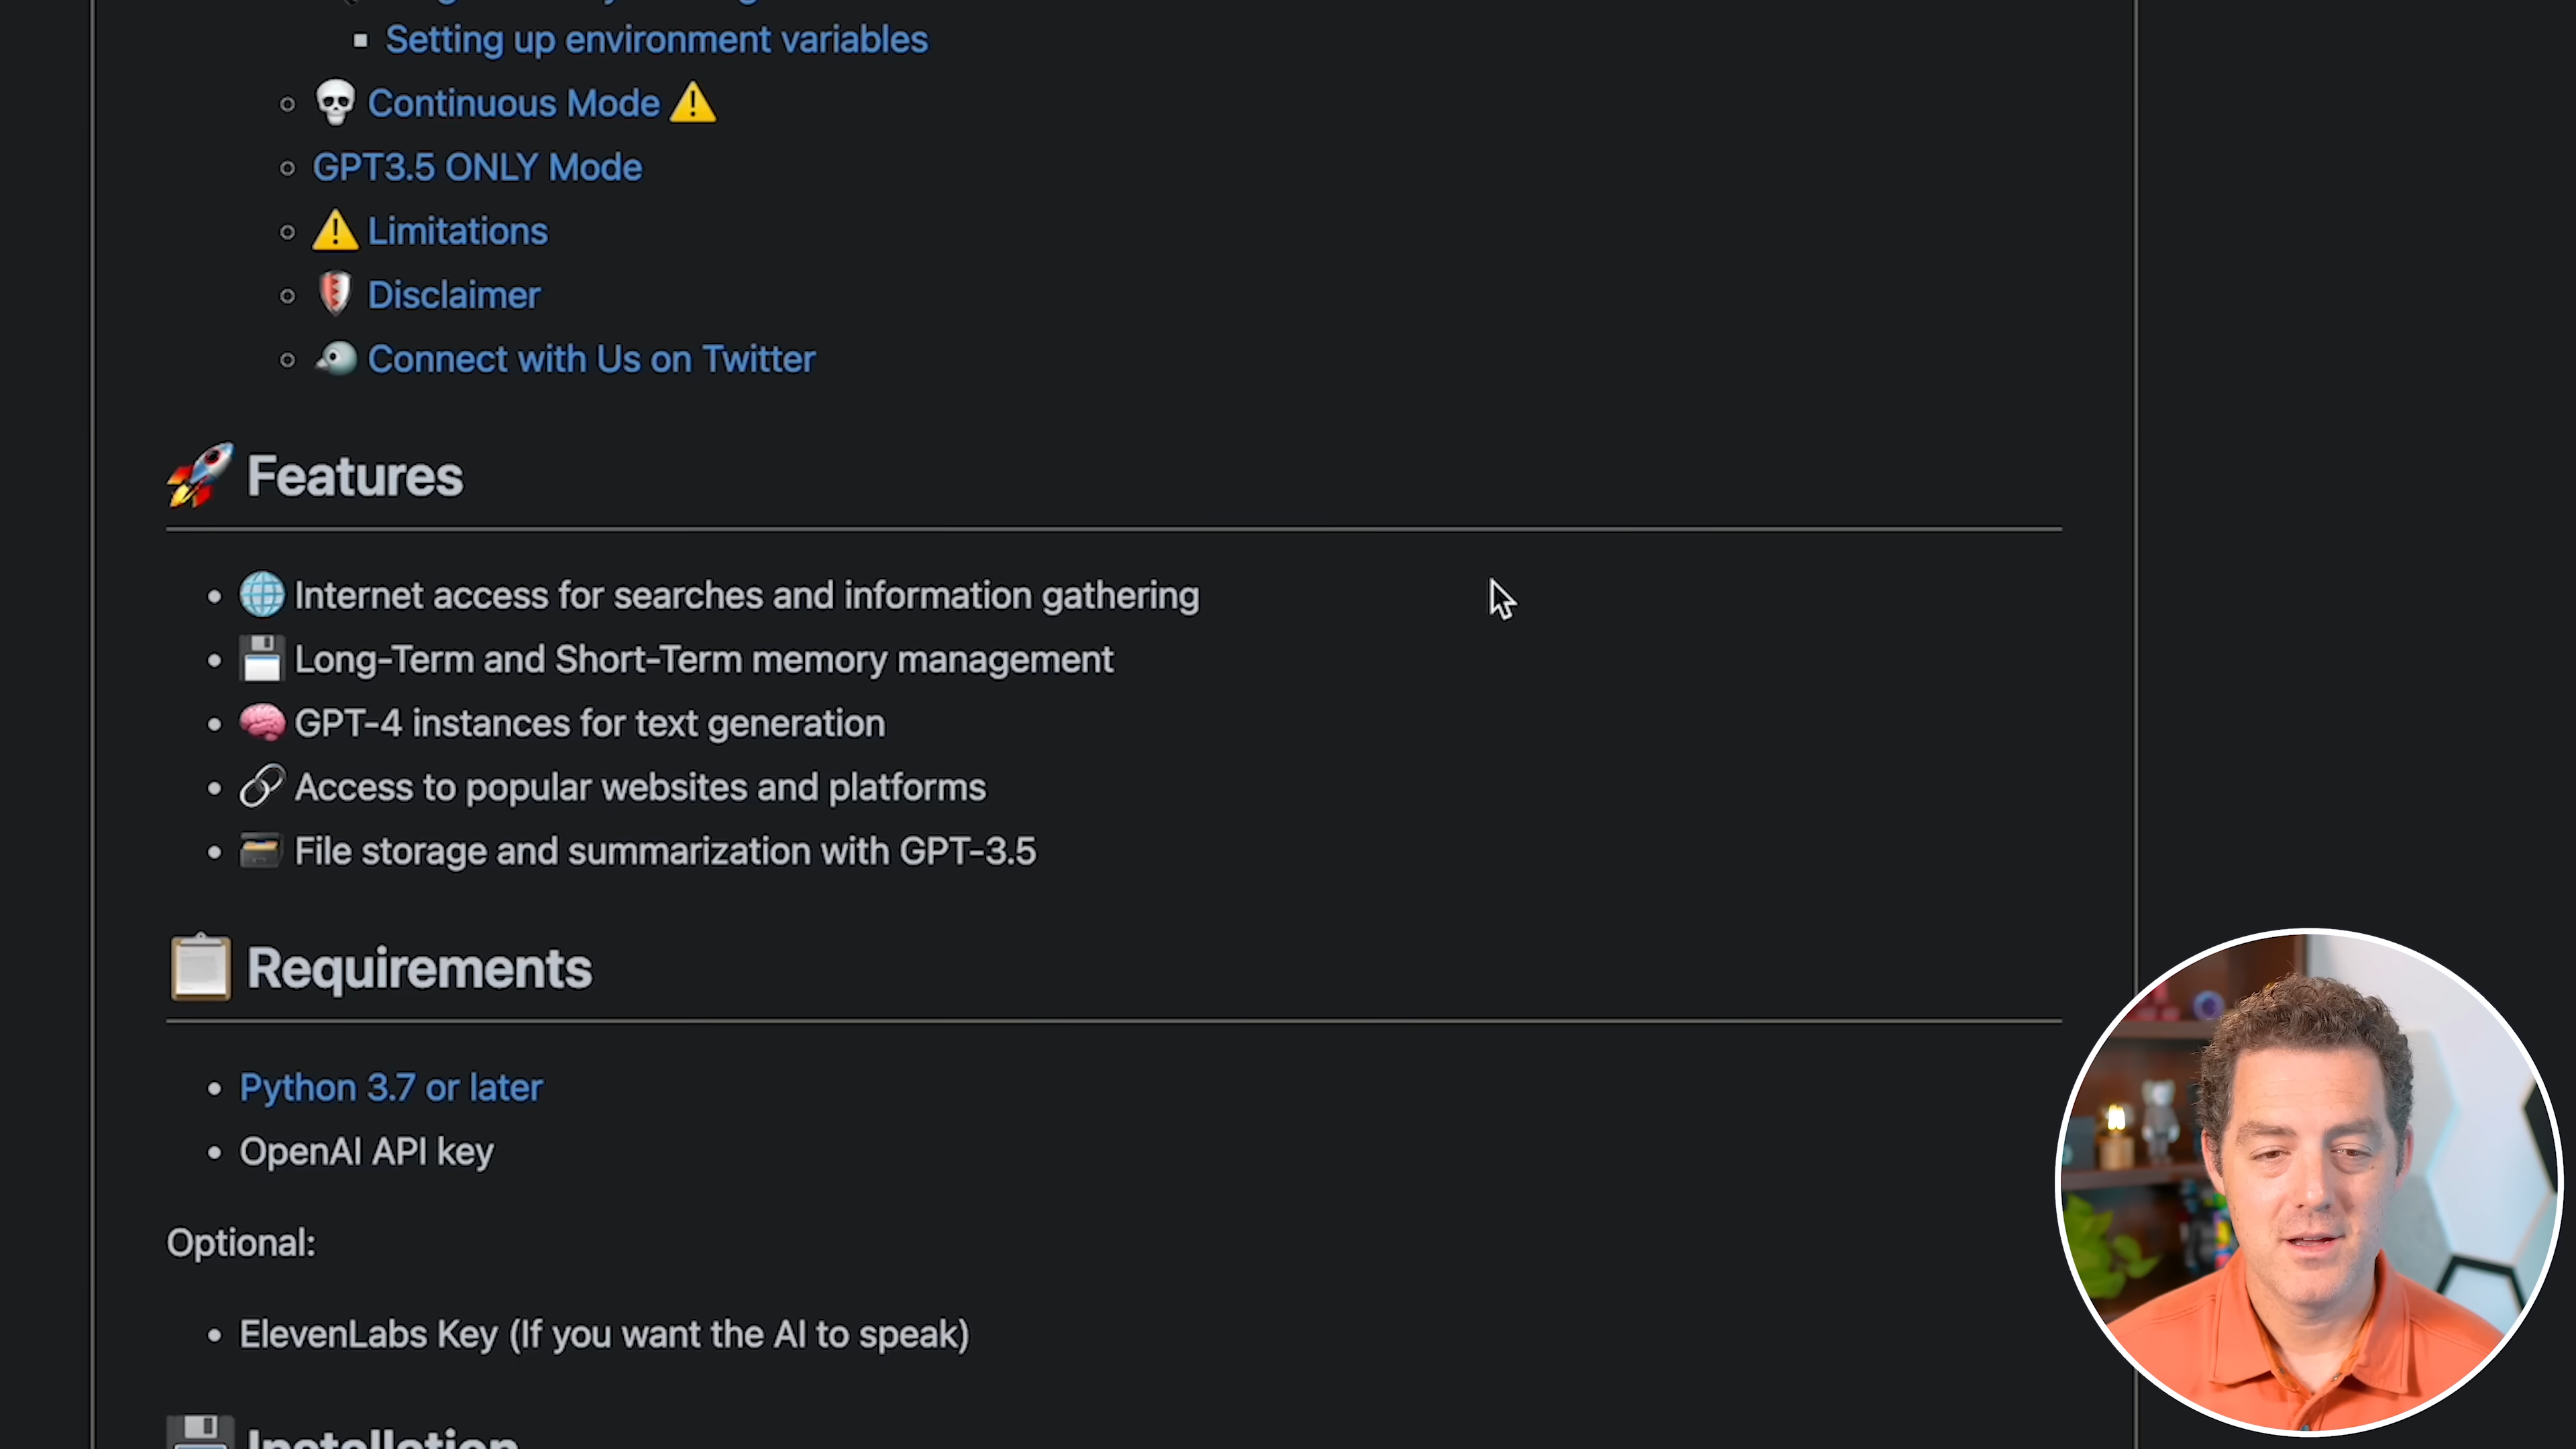 Setting up environment variables
Continuous Mode
GPT3.5 ONLY Mode
Limitations
Disclaimer
Connect with Us on Twitter
Features
Internet access for searches and information gathering
Long-Term and Short-Term memory management
GPT-4 instances for text generation
Access to popular websites and platforms
File storage and summarization with GPT-3.5
Requirements
Python 3.7 or later
OpenAI API key
Optional:
ElevenLabs Key (If you want the AI to speak)
Installation